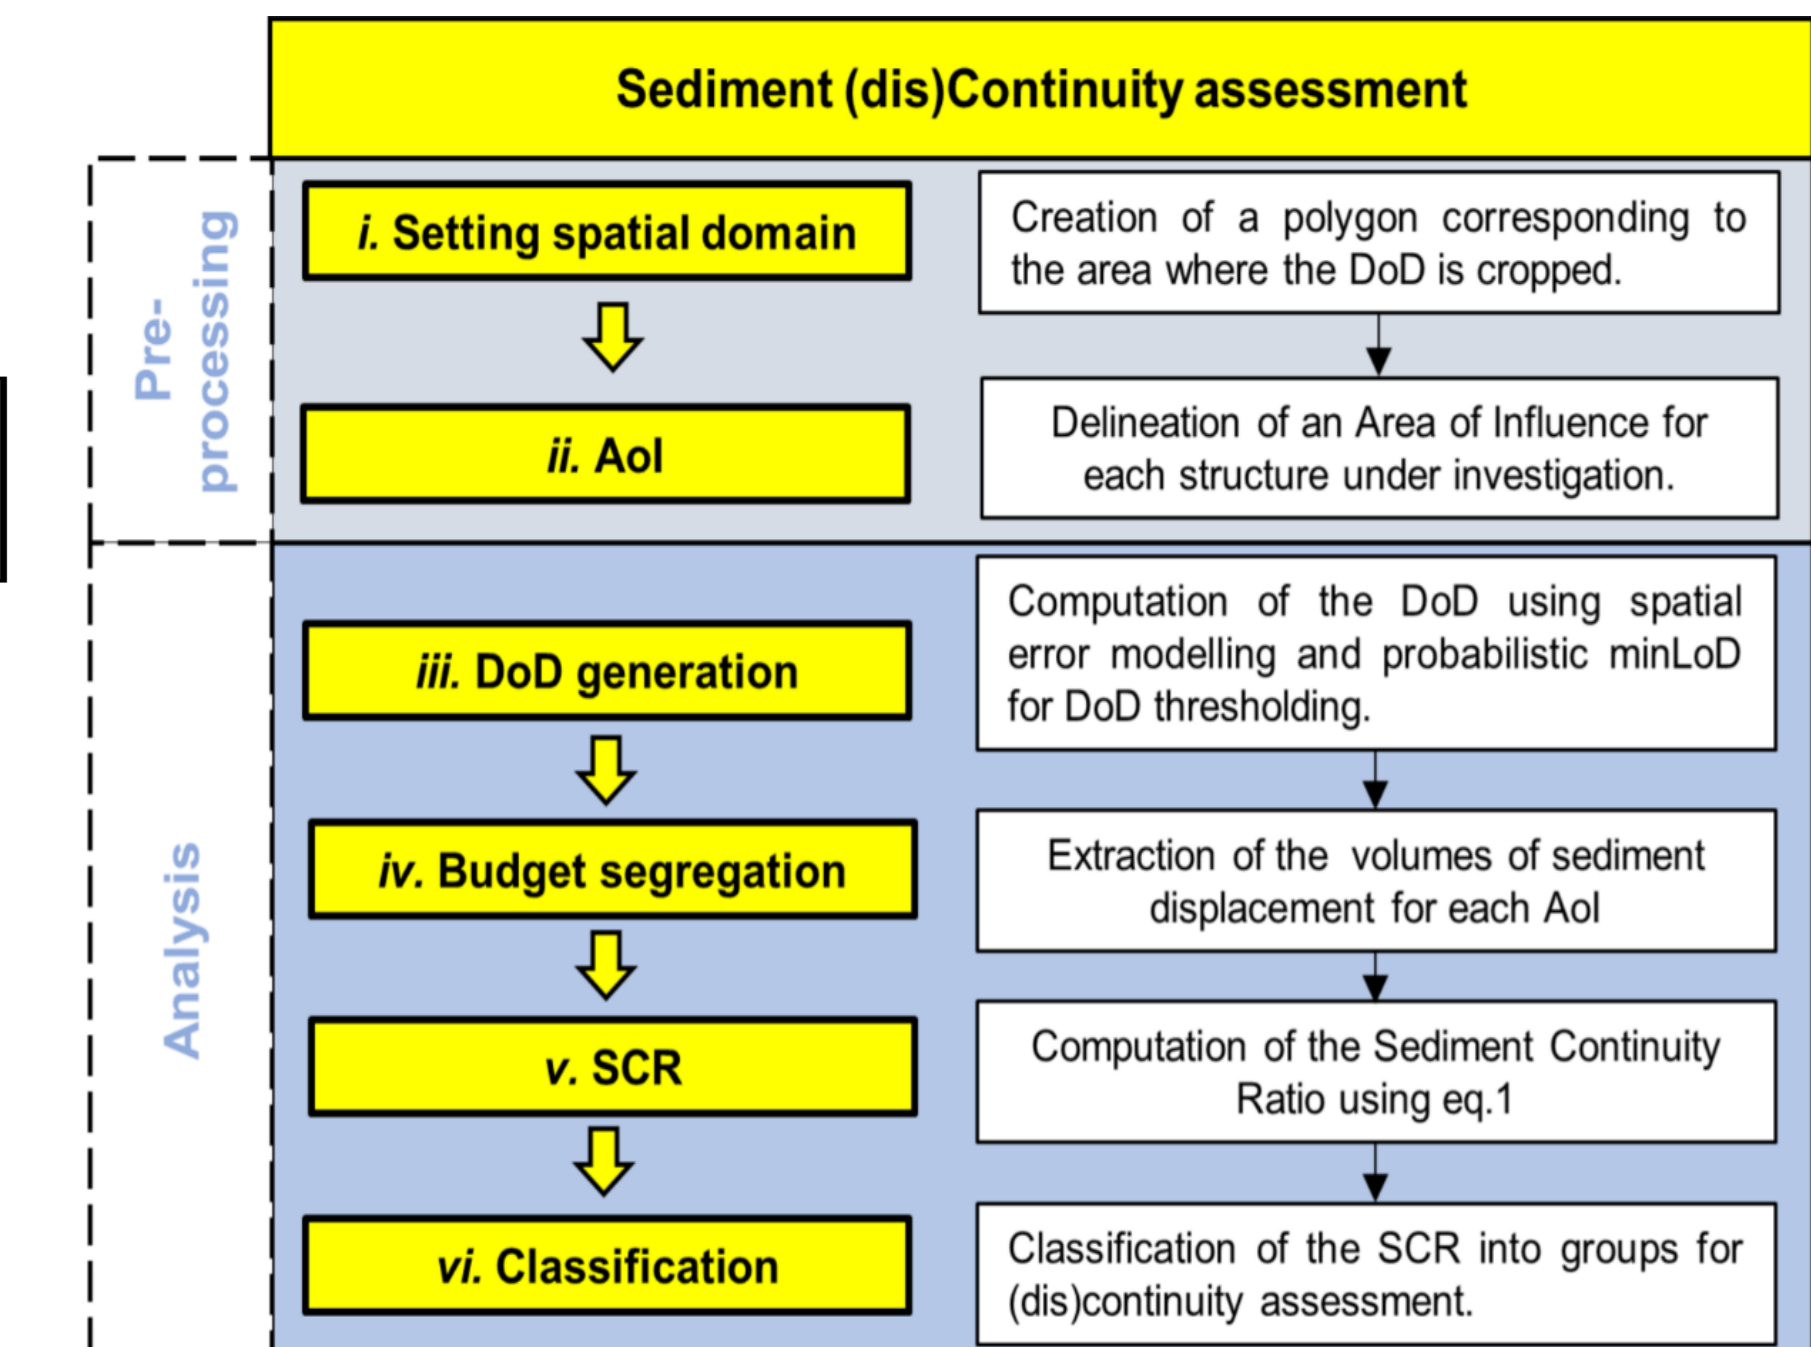 Sediment (dis)Continuity assessment
Pre-
processing
i. Setting spatial domain
Creation of a polygon corresponding to
the area where the DoD is cropped.
ii. AoI
Delineation of an Area of Influence for
each structure under investigation.
Analysis
iii. DoD generation
Computation of the DoD using spatial
error modelling and probabilistic minLoD
for DoD thresholding.
iv. Budget segregation
Extraction of the volumes of sediment
displacement for each AoI
v. SCR
Computation of the Sediment Continuity
Ratio using eq.1
vi. Classification
Classification of the SCR into groups for
(dis)continuity assessment.